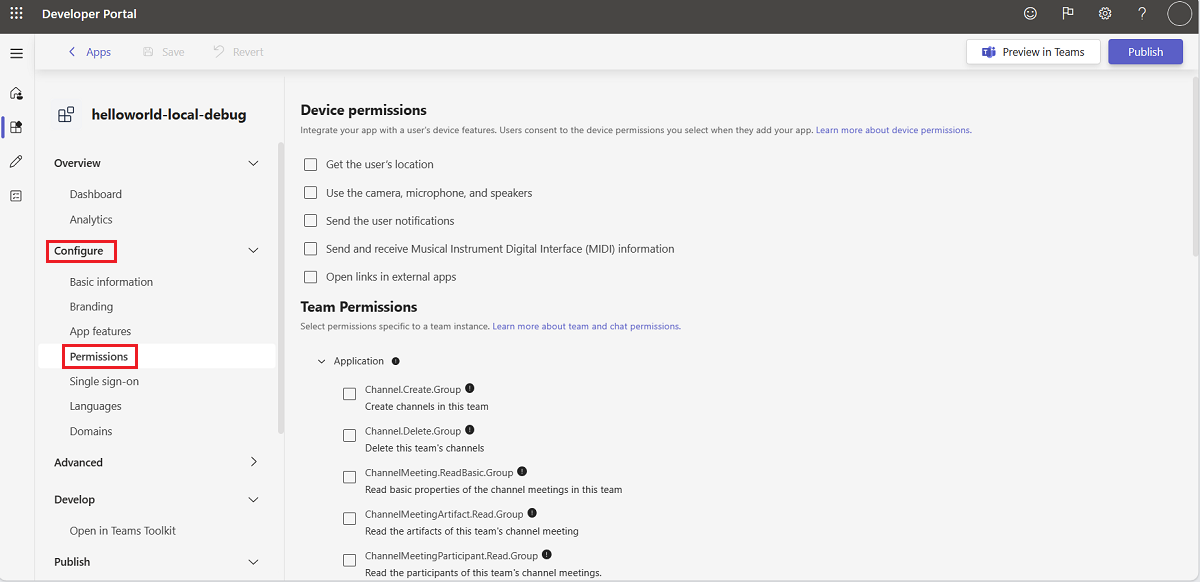 Developer Portal
?
Apps
Save
Revert
Preview in Teams
Publish
helloworld-local-debug
Overview
Dashboard
Analytics
Configure
Basic information
Branding
App features
Permissions
Single sign-on
Languages
Domains
Advanced
Develop
Open in Teams Toolkit
Publish
Device permissions
Integrate your app with a user's device features. Users consent to the device permissions you select when they add your app. Learn more about device permissions.
Get the user's location
Use the camera, microphone, and speakers
Send the user notifications
Send and receive Musical Instrument Digital Interface (MIDI) information
Open links in external apps
Team Permissions
Select permissions specific to a team instance. Learn more about team and chat permissions.
Application
Channel.Create.Group
Create channels in this team
Channel.Delete.Group
Delete this team's channels
ChannelMeeting.ReadBasic.Group
Read basic properties of the channel meetings in this team
ChannelMeetingArtifact.Read.Group
Read the artifacts of this team's channel meeting
ChannelMeetingParticipant.Read.Group
Read the participants of this team's channel meetings.